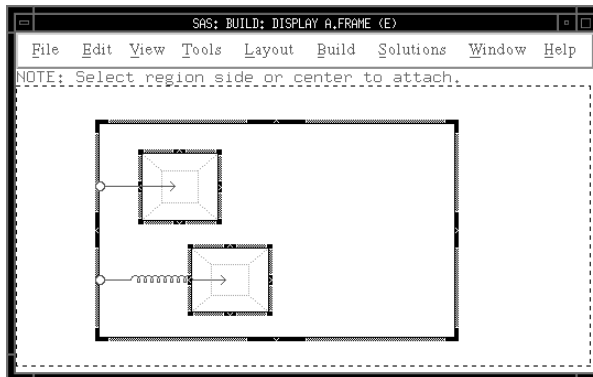 SAS: BUILD: DISPLAY A.FRAME (E)
File Edit View Tools Layout Build Solutions Window Help
NOTE: Select region side or center to attach.